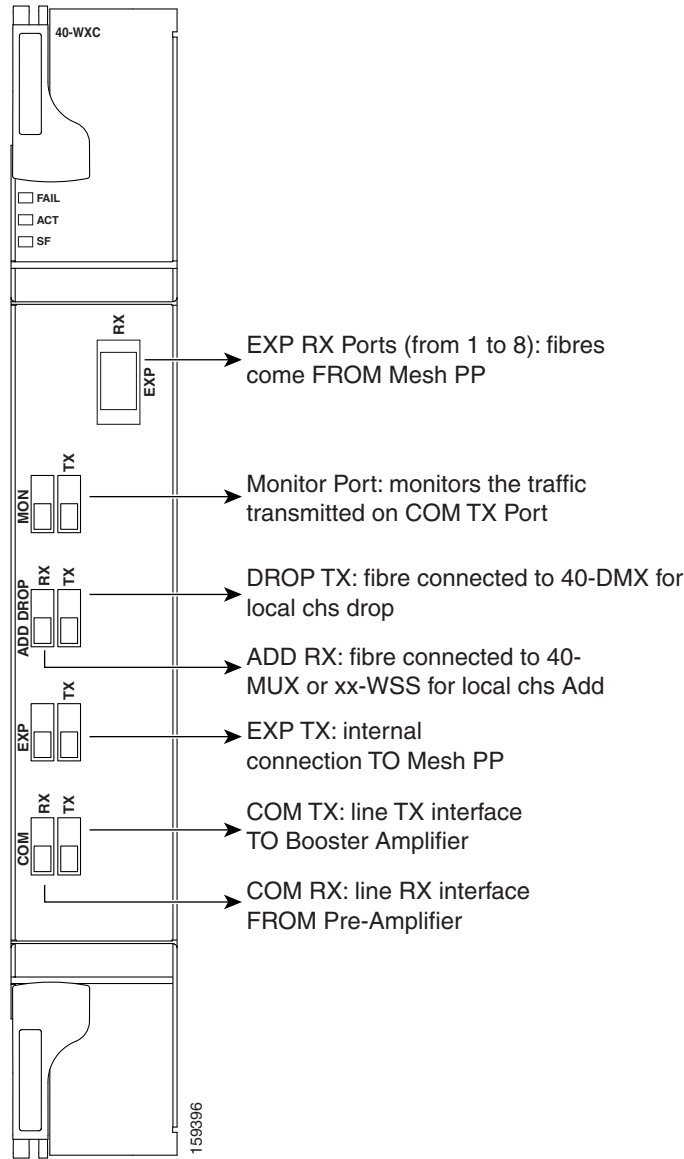 40-WXC
FAIL
ACT
SF
RX
EXP
EXP RX Ports (from 1 to 8): fibres
come FROM Mesh PP
MON
TX
Monitor Port: monitors the traffic
transmitted on COM TX Port
ADD DROP
RX
TX
DROP TX: fibre connected to 40-DMX for
local chs drop
ADD RX: fibre connected to 40-
MUX or xx-WSS for local chs Add
EXP
TX
EXP TX: internal
connection TO Mesh PP
COM
RX
TX
COM TX: line TX interface
TO Booster Amplifier
COM RX: line RX interface
FROM Pre-Amplifier
159396